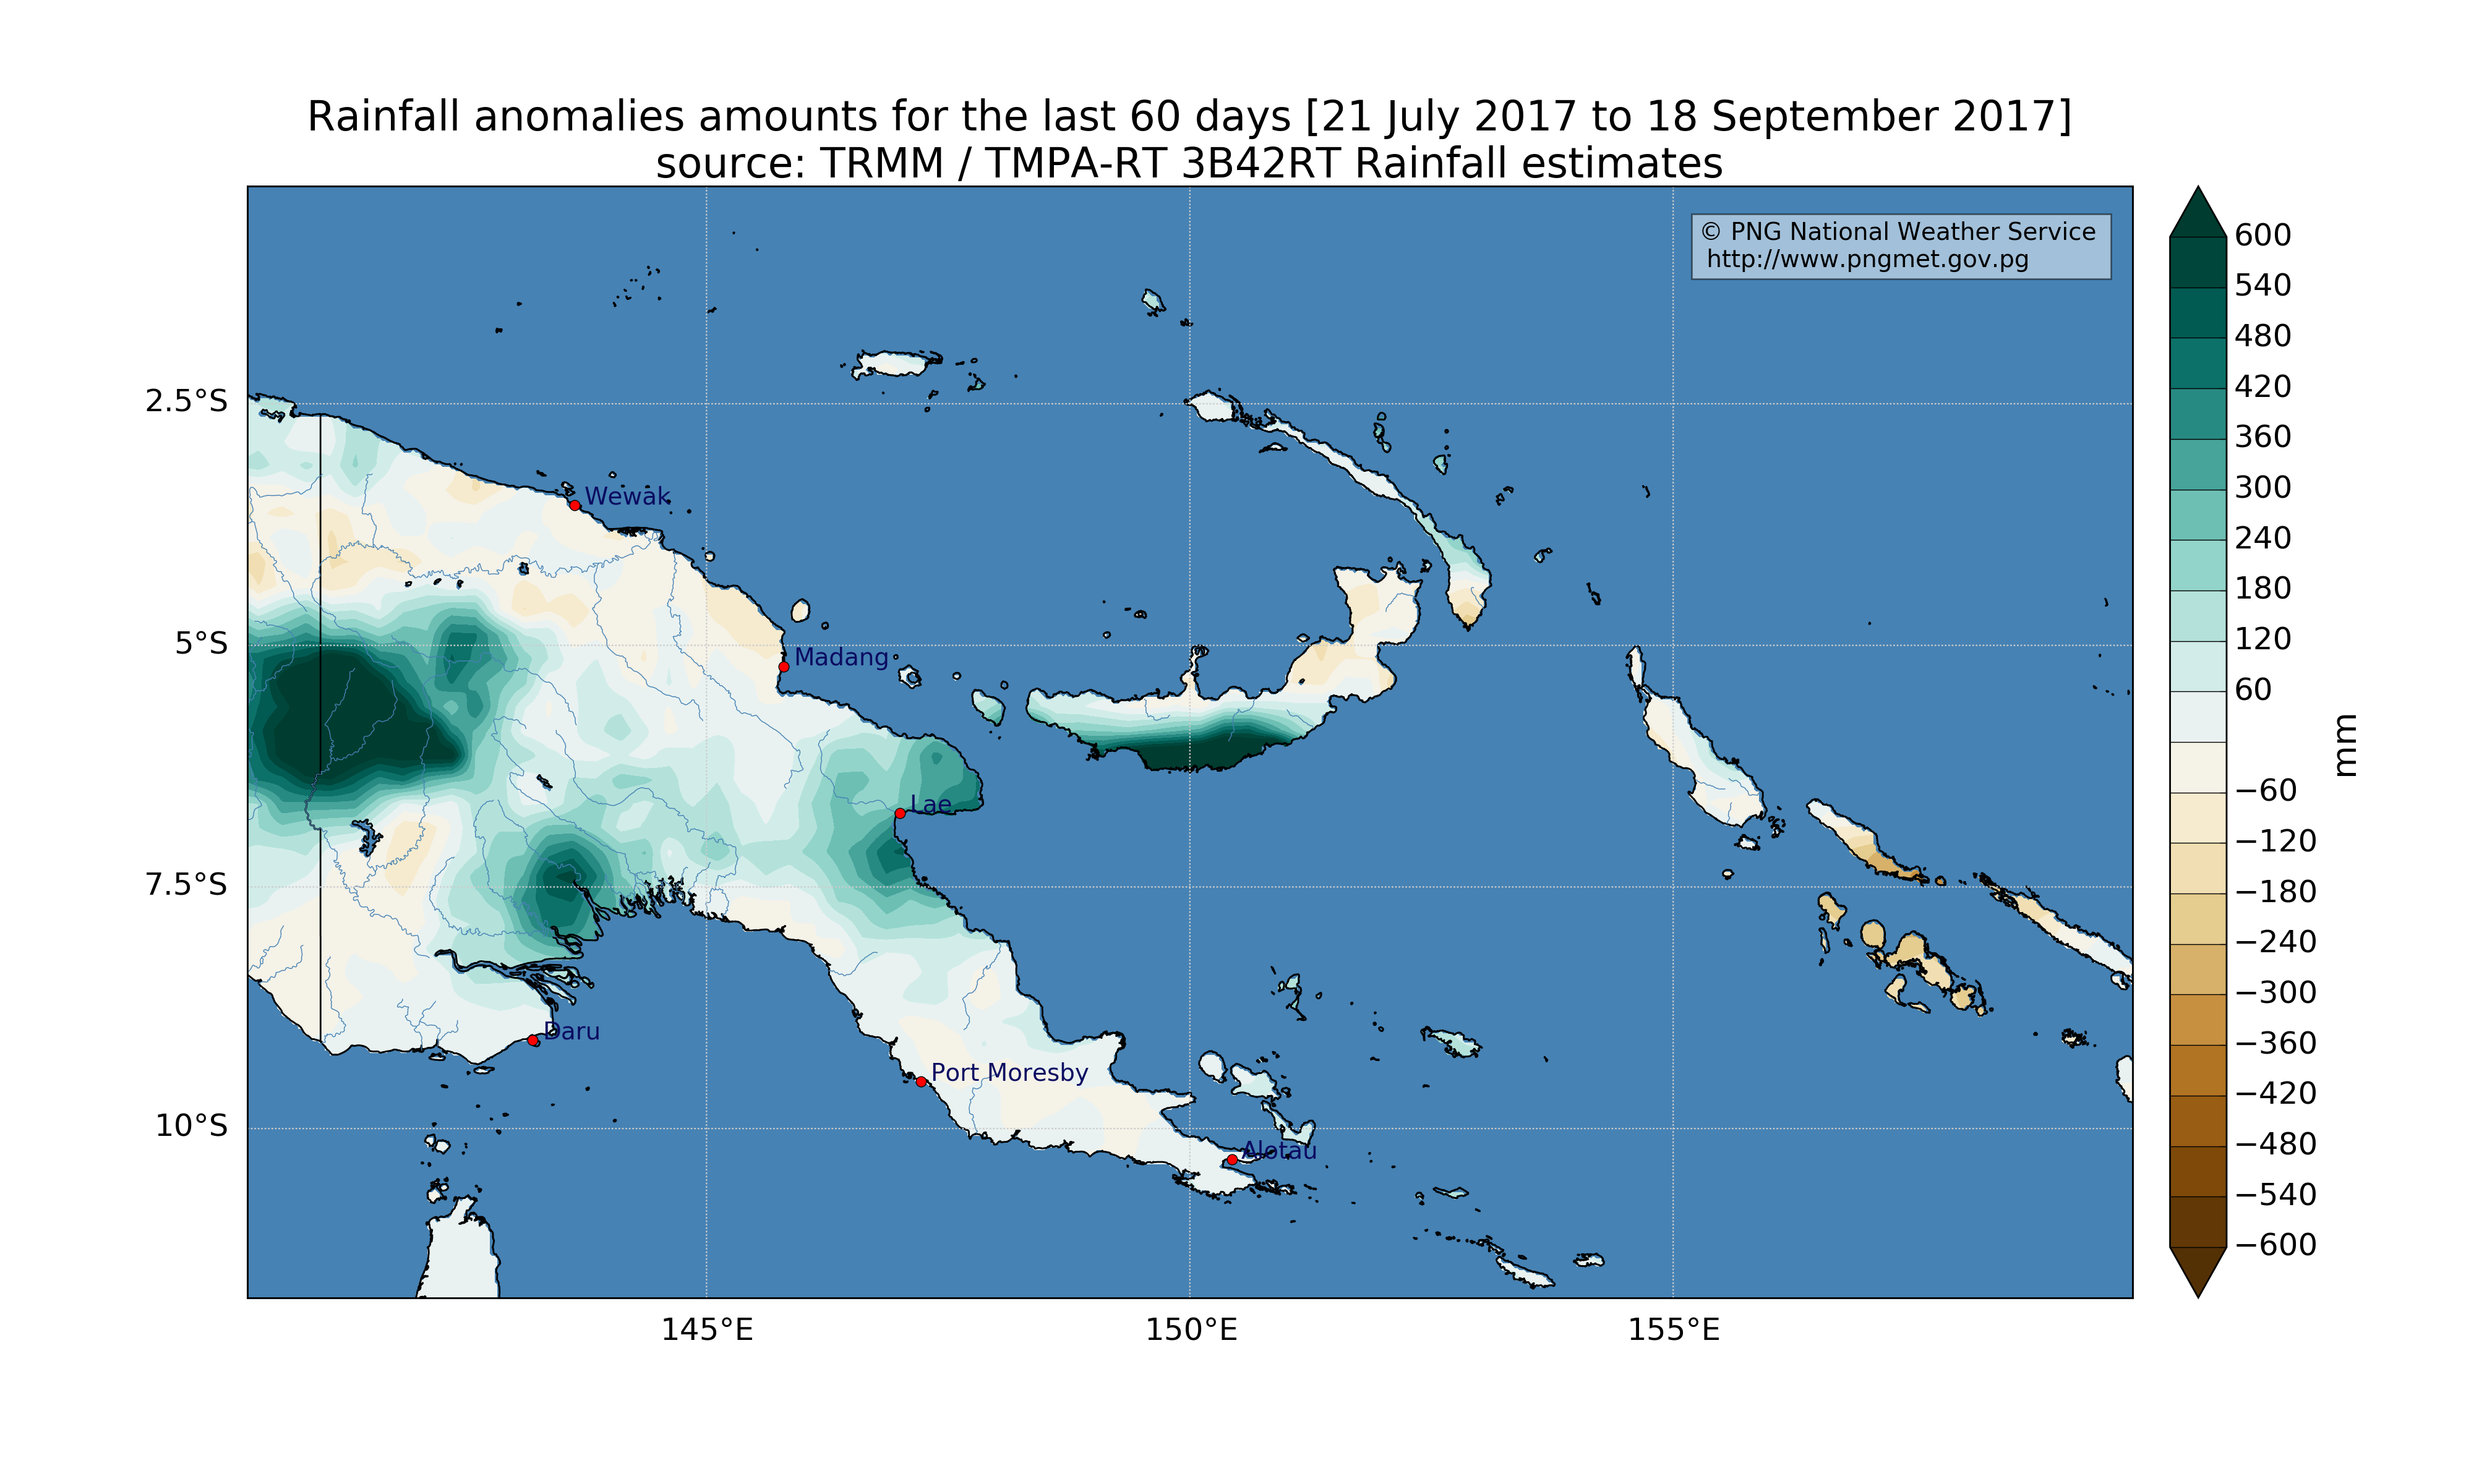 Rainfall anomalies amounts for the last 60 days [21 July 2017 to 18 September 2017]
source: TRMM / TMPA-RT 3B42RT Rainfall estimates
© PNG National Weather Service
http://www.pngmet.gov.pg
2.5°S
5°S
7.5°S
10°S
Wewak
Madang
Lae
Daru
Port Moresby
Alotau
145°E
150°E
155°E
600
540
480
420
360
300
240
180
120
60
−60
−120
−180
−240
−300
−360
−420
−480
−540
−600
mm